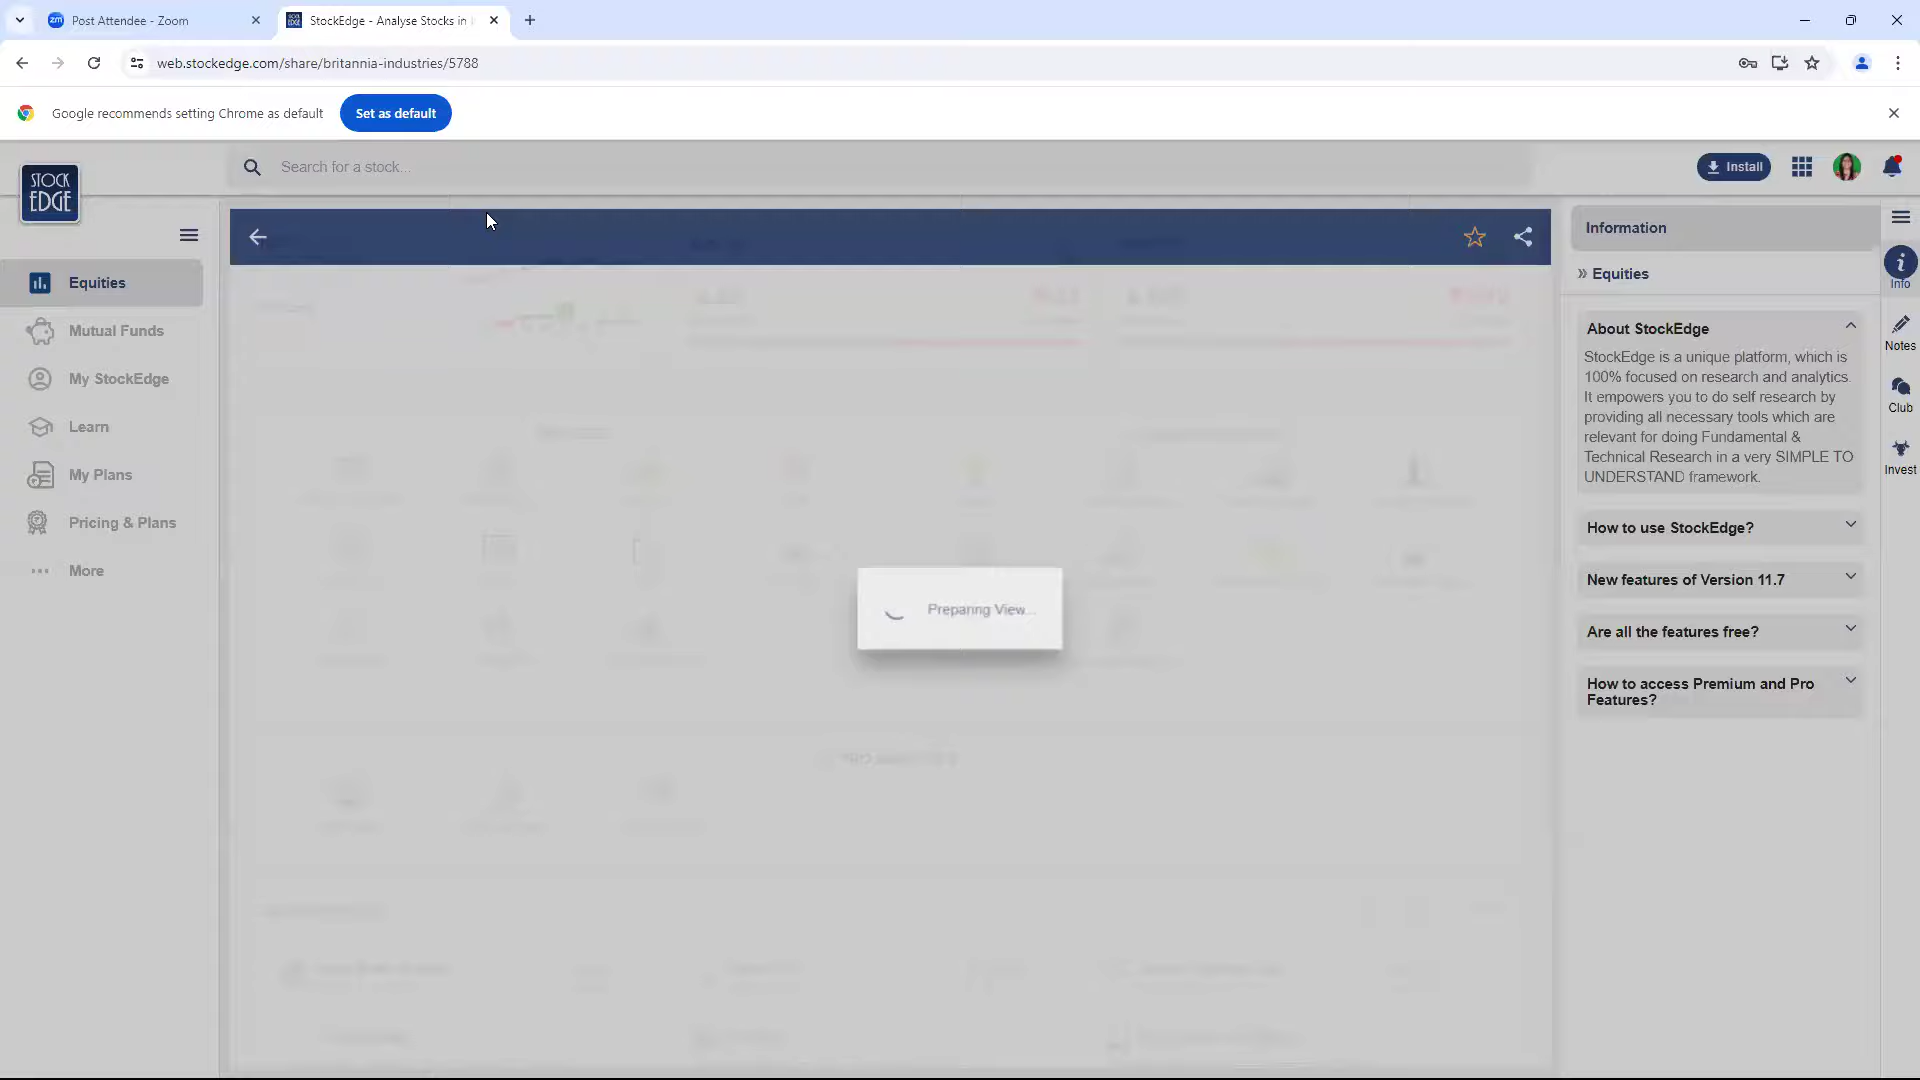 Post Attendee - Zoom
StockEdge - Analyse Stocks in
web.stockedge.com/share/britannia-industries/5788
Google recommends setting Chrome as default
Set as default
STOCK
EDGE
Search for a stock...
Install
Equities
Mutual Funds
My StockEdge
Learn
My Plans
Pricing & Plans
More
Preparing View...
Information
» Equities
About StockEdge
StockEdge is a unique platform, which is
100% focused on research and analytics.
It empowers you to do self research by
providing all necessary tools which are
relevant for doing Fundamental &
Technical Research in a very SIMPLE TO
UNDERSTAND framework.
How to use StockEdge?
New features of Version 11.7
Are all the features free?
How to access Premium and Pro
Features?
Info
Notes
Club
Invest